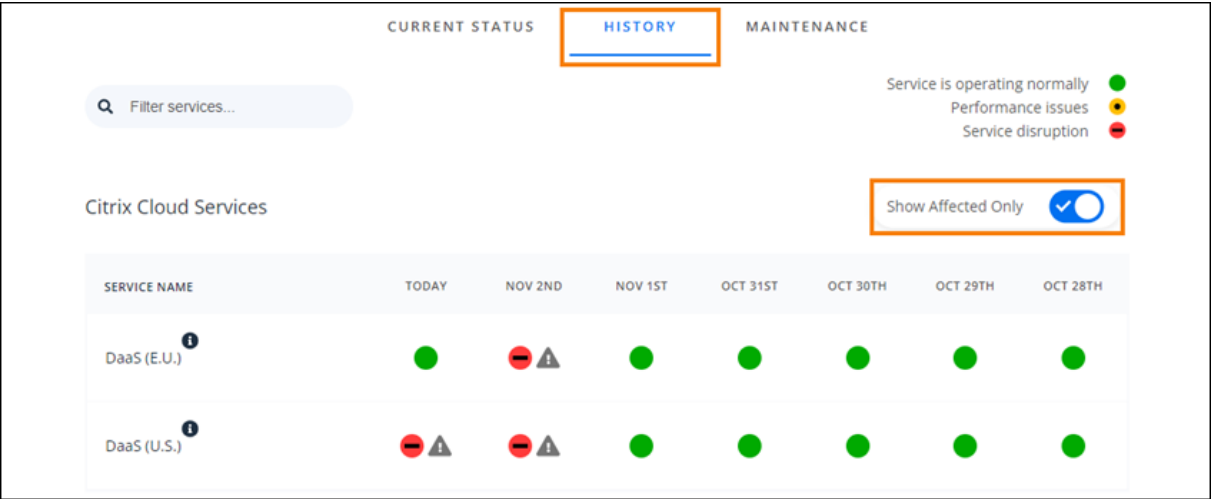 CURRENT STATUS HISTORY MAINTENANCE
Filter services...
Service is operating normally
Performance issues
Service disruption
Citrix Cloud Services
Show Affected Only
SERVICE NAME TODAY NOV 2ND NOV 1ST OCT 31ST OCT 30TH OCT 29TH OCT 28TH
DaaS (E.U.)
DaaS (U.S.)